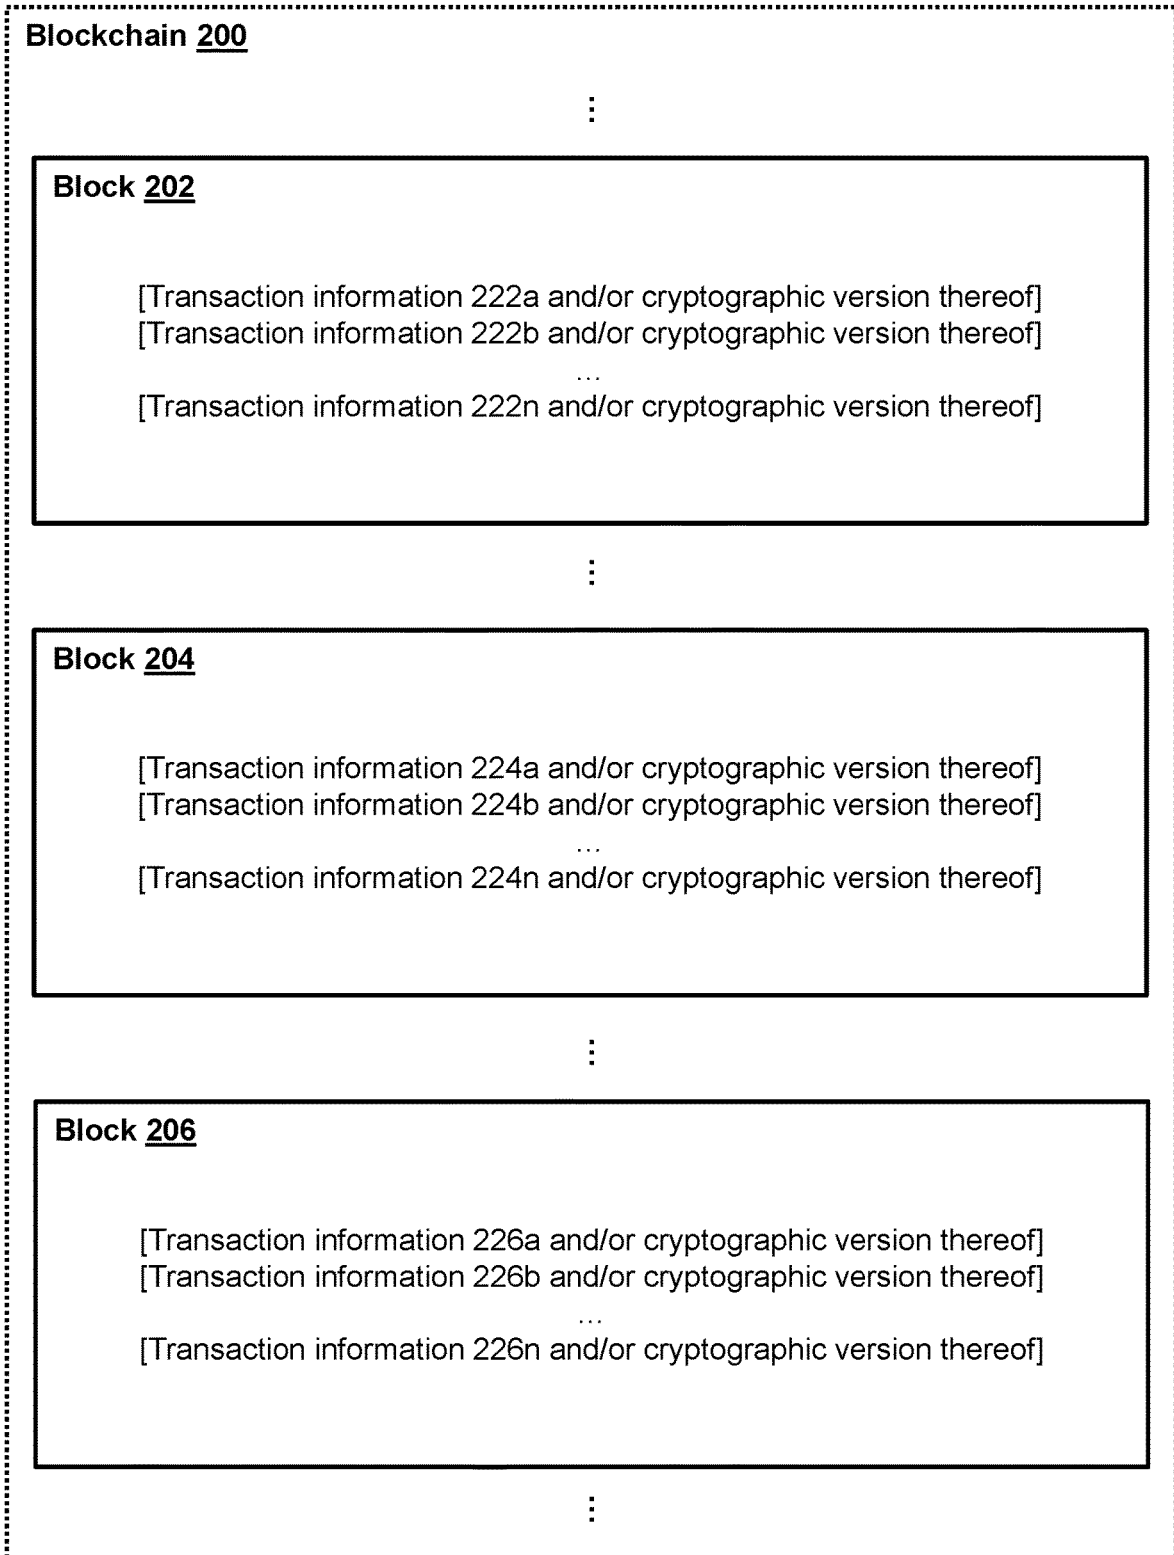 Blockchain 200
⋮
Block 202
[Transaction information 222a and/or cryptographic version thereof]
[Transaction information 222b and/or cryptographic version thereof]
...
[Transaction information 222n and/or cryptographic version thereof]
⋮
Block 204
[Transaction information 224a and/or cryptographic version thereof]
[Transaction information 224b and/or cryptographic version thereof]
...
[Transaction information 224n and/or cryptographic version thereof]
⋮
Block 206
[Transaction information 226a and/or cryptographic version thereof]
[Transaction information 226b and/or cryptographic version thereof]
...
[Transaction information 226n and/or cryptographic version thereof]
⋮